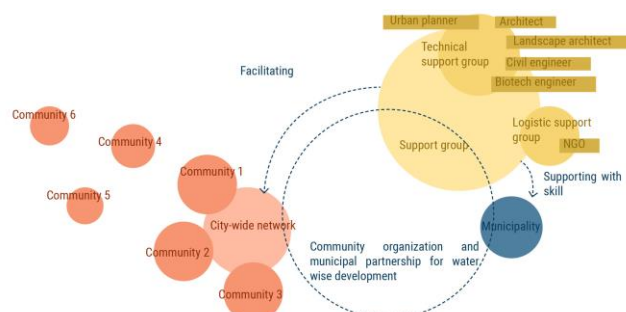 Urban planner
Architect
Technical
support group
Landscape architect
Civil engineer
Biotech engineer
Facilitating
Community 6
Community 4
Logistic support
group
NGO
Support group
Community 1
Supporting with
skill
Community 5
City-wide network
Municipality
Community 2
Community organization and
municipal partnership for water
wise development
Community 3